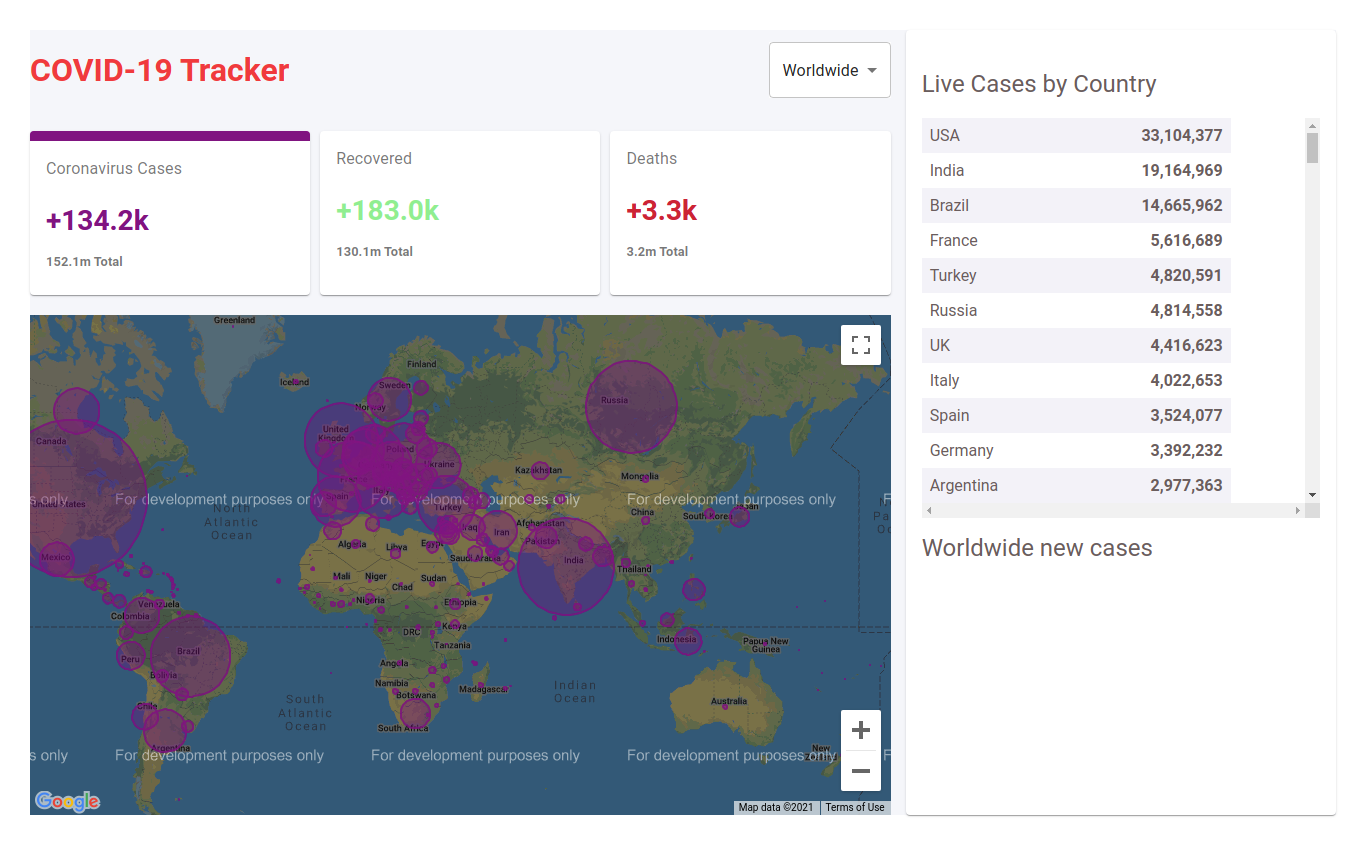 COVID-19 Tracker
Worldwide
Coronavirus Cases
+134.2k
152.1m Total
Recovered
+183.0k
130.1m Total
Deaths
+3.3k
3.2m Total
Greenland
Iceland
Finland
Sweden
Norway
Russia
Canada
United Kingdom
Poland
Ukraine
France
Kazakhstan
Mongolia
United States
Spain
Italy
Turkey
s only
For development purposes only
For development purposes only
For development purposes only
F
North
Atlantic
Ocean
China
South Korea
Japan
Afghanistan
Iraq
Iran
Pakistan
Mexico
Algeria
Libya
Egypt
Saudi Arabia
India
Thailand
Mali
Niger
Chad
Sudan
Nigeria
Ethiopia
Venezuela
Colombia
DRC
Kenya
Tanzania
Indonesia
Papua New
Guinea
Brazil
Peru
Bolivia
Angola
Namibia
Botswana
Madagascar
South
Atlantic
Ocean
Indian
Ocean
Australia
Chile
Argentina
South Africa
s only
For development purposes only
For development purposes only
For development purposes only
F
New
Google
Map data ©2021
Terms of Use
Live Cases by Country
USA 33,104,377
India 19,164,969
Brazil 14,665,962
France 5,616,689
Turkey 4,820,591
Russia 4,814,558
UK 4,416,623
Italy 4,022,653
Spain 3,524,077
Germany 3,392,232
Argentina 2,977,363
Worldwide new cases